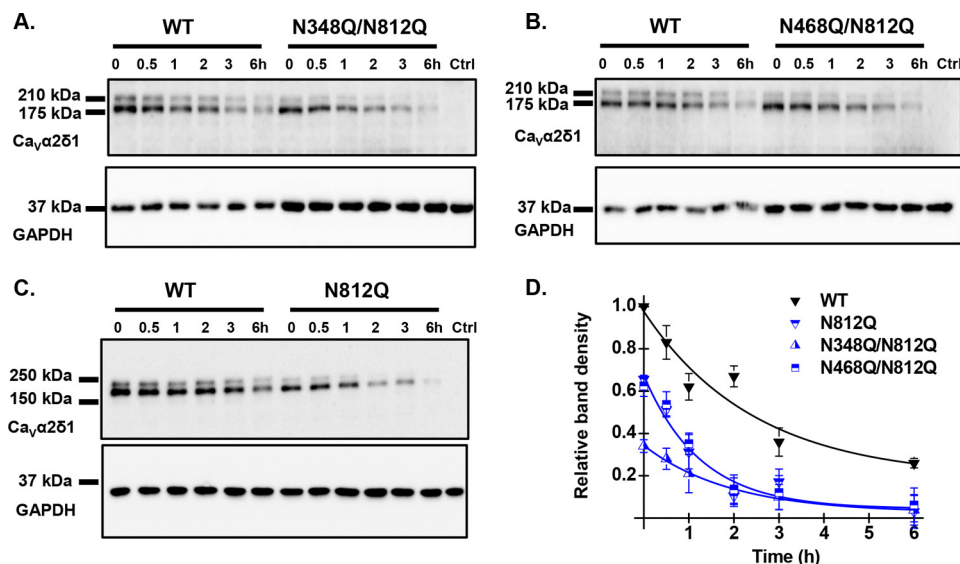 A.
WT N348Q/N812Q
0 0.5 1 2 3 6h 0 0.5 1 2 3 6h Ctrl
210 kDa
175 kDa
CaVα2δ1
37 kDa
GAPDH
B.
WT N468Q/N812Q
0 0.5 1 2 3 6h 0 0.5 1 2 3 6h Ctrl
210 kDa
175 kDa
CaVα2δ1
37 kDa
GAPDH
C.
WT N812Q
0 0.5 1 2 3 6h 0 0.5 1 2 3 6h Ctrl
250 kDa
150 kDa
CaVα2δ1
37 kDa
GAPDH
D.
Relative band density
1.0
0.8
0.6
0.4
0.2
WT
N812Q
N348Q/N812Q
N468Q/N812Q
1 2 3 4 5 6
Time (h)